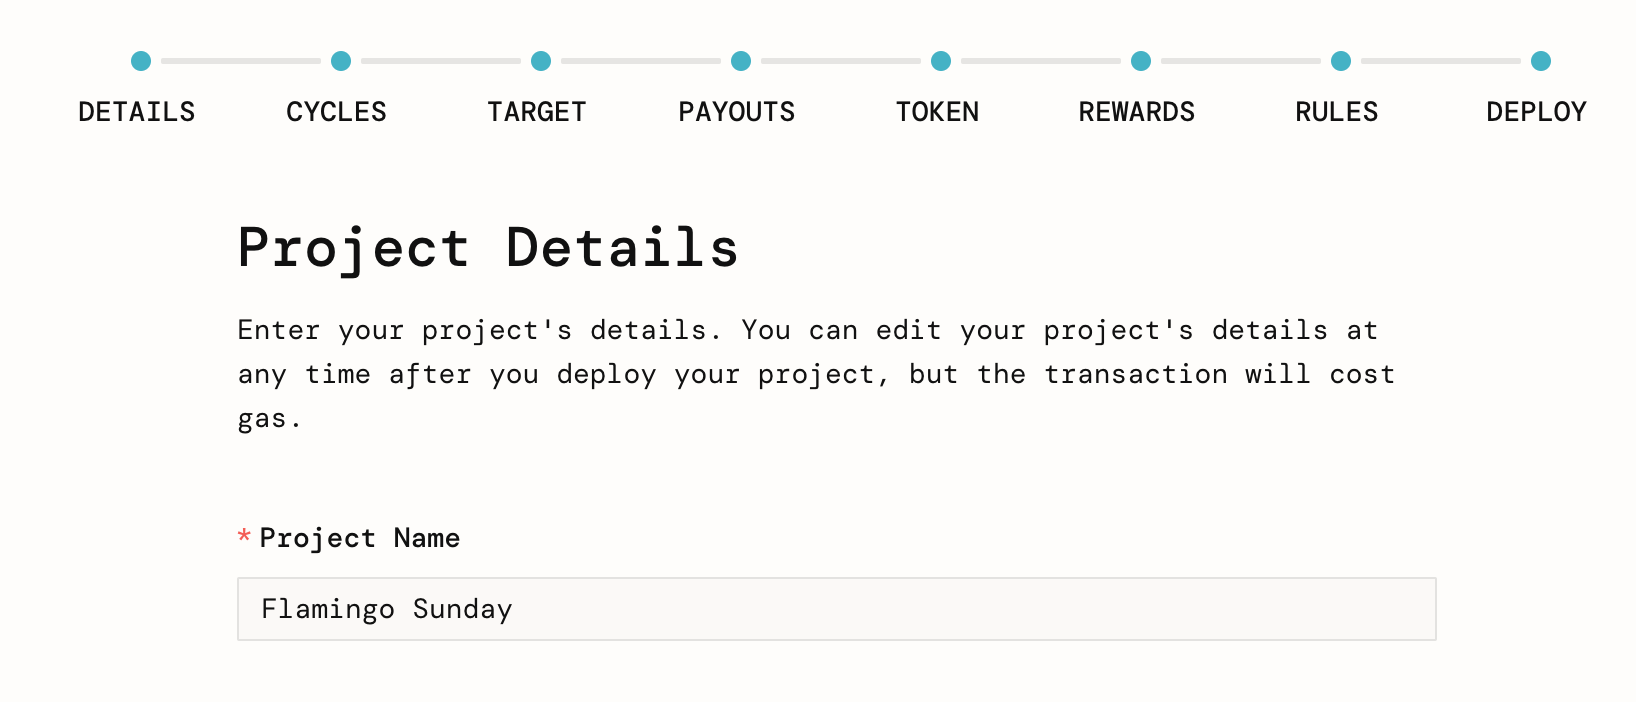 DETAILS CYCLES TARGET PAYOUTS TOKEN REWARDS RULES DEPLOY
Project Details
Enter your project's details. You can edit your project's details at
any time after you deploy your project, but the transaction will cost
gas.
* Project Name
Flamingo Sunday